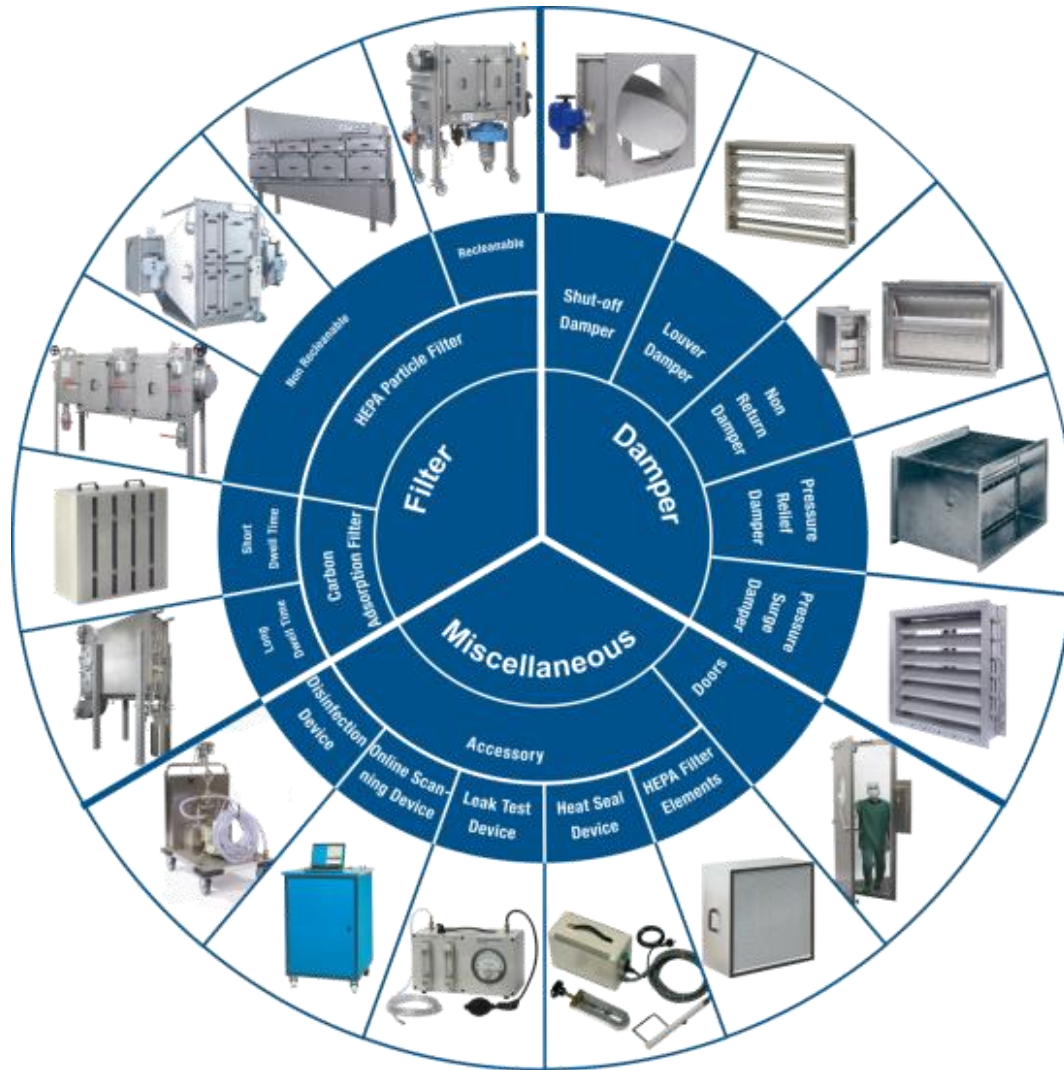 Recleanable
Non Recleanable
HEPA Particle Filter
Filter
Short
Dwell Time
Long
Dwell Time
Carbon
Adsorption Filter
Shut-off
Damper
Louver
Damper
Non
Return
Damper
Pressure
Relief
Damper
Pressure
Surge
Damper
Damper
Miscellaneous
Doors
Accessory
Disinfection
Device
Online Scan-
ning Device
Leak Test
Device
Heat Seal
Device
HEPA Filter
Elements